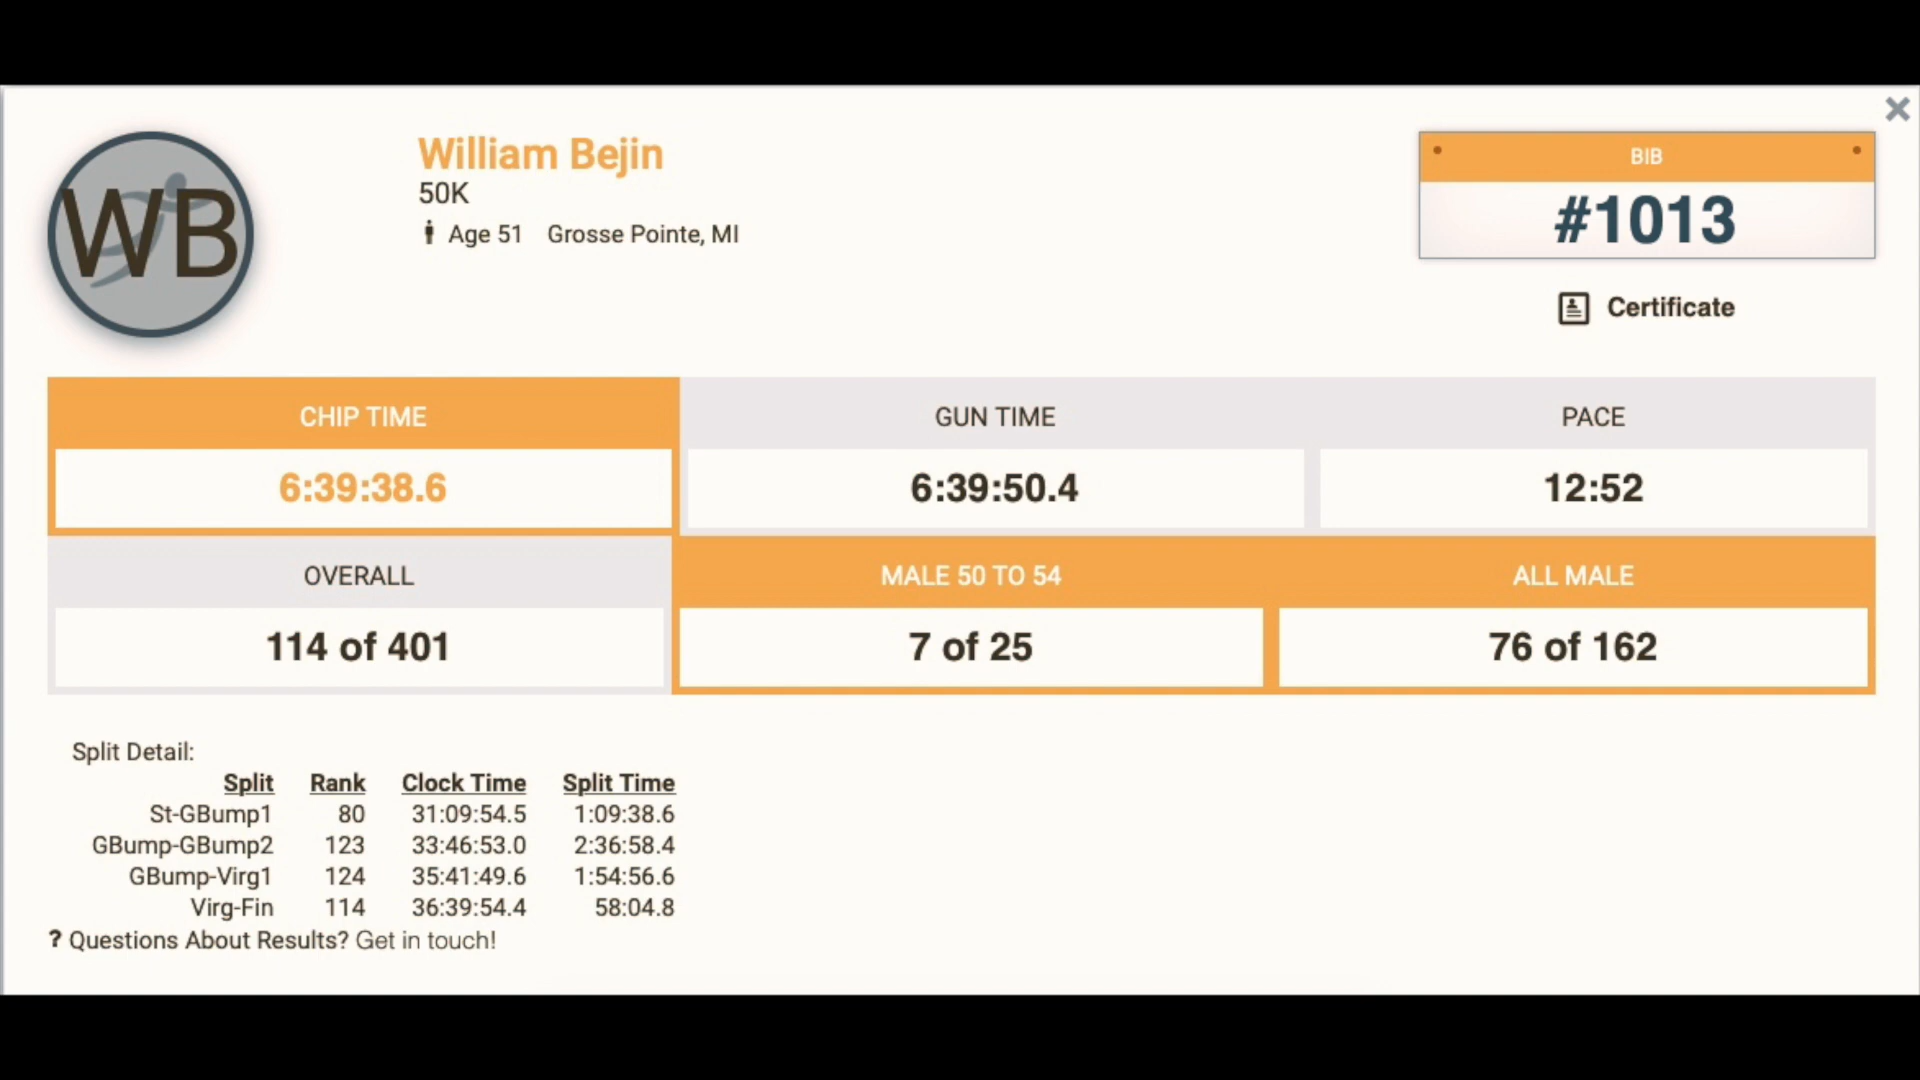 WB
William Bejin
50K
Age 51 Grosse Pointe, MI
BIB
#1013
Certificate
CHIP TIME GUN TIME PACE
6:39:38.6 6:39:50.4 12:52
OVERALL MALE 50 TO 54 ALL MALE
114 of 401 7 of 25 76 of 162
Split Detail:
Split Rank Clock Time Split Time
St-GBump1 80 31:09:54.5 1:09:38.6
GBump-GBump2 123 33:46:53.0 2:36:58.4
GBump-Virg1 124 35:41:49.6 1:54:56.6
Virg-Fin 114 36:39:54.4 58:04.8
? Questions About Results? Get in touch!